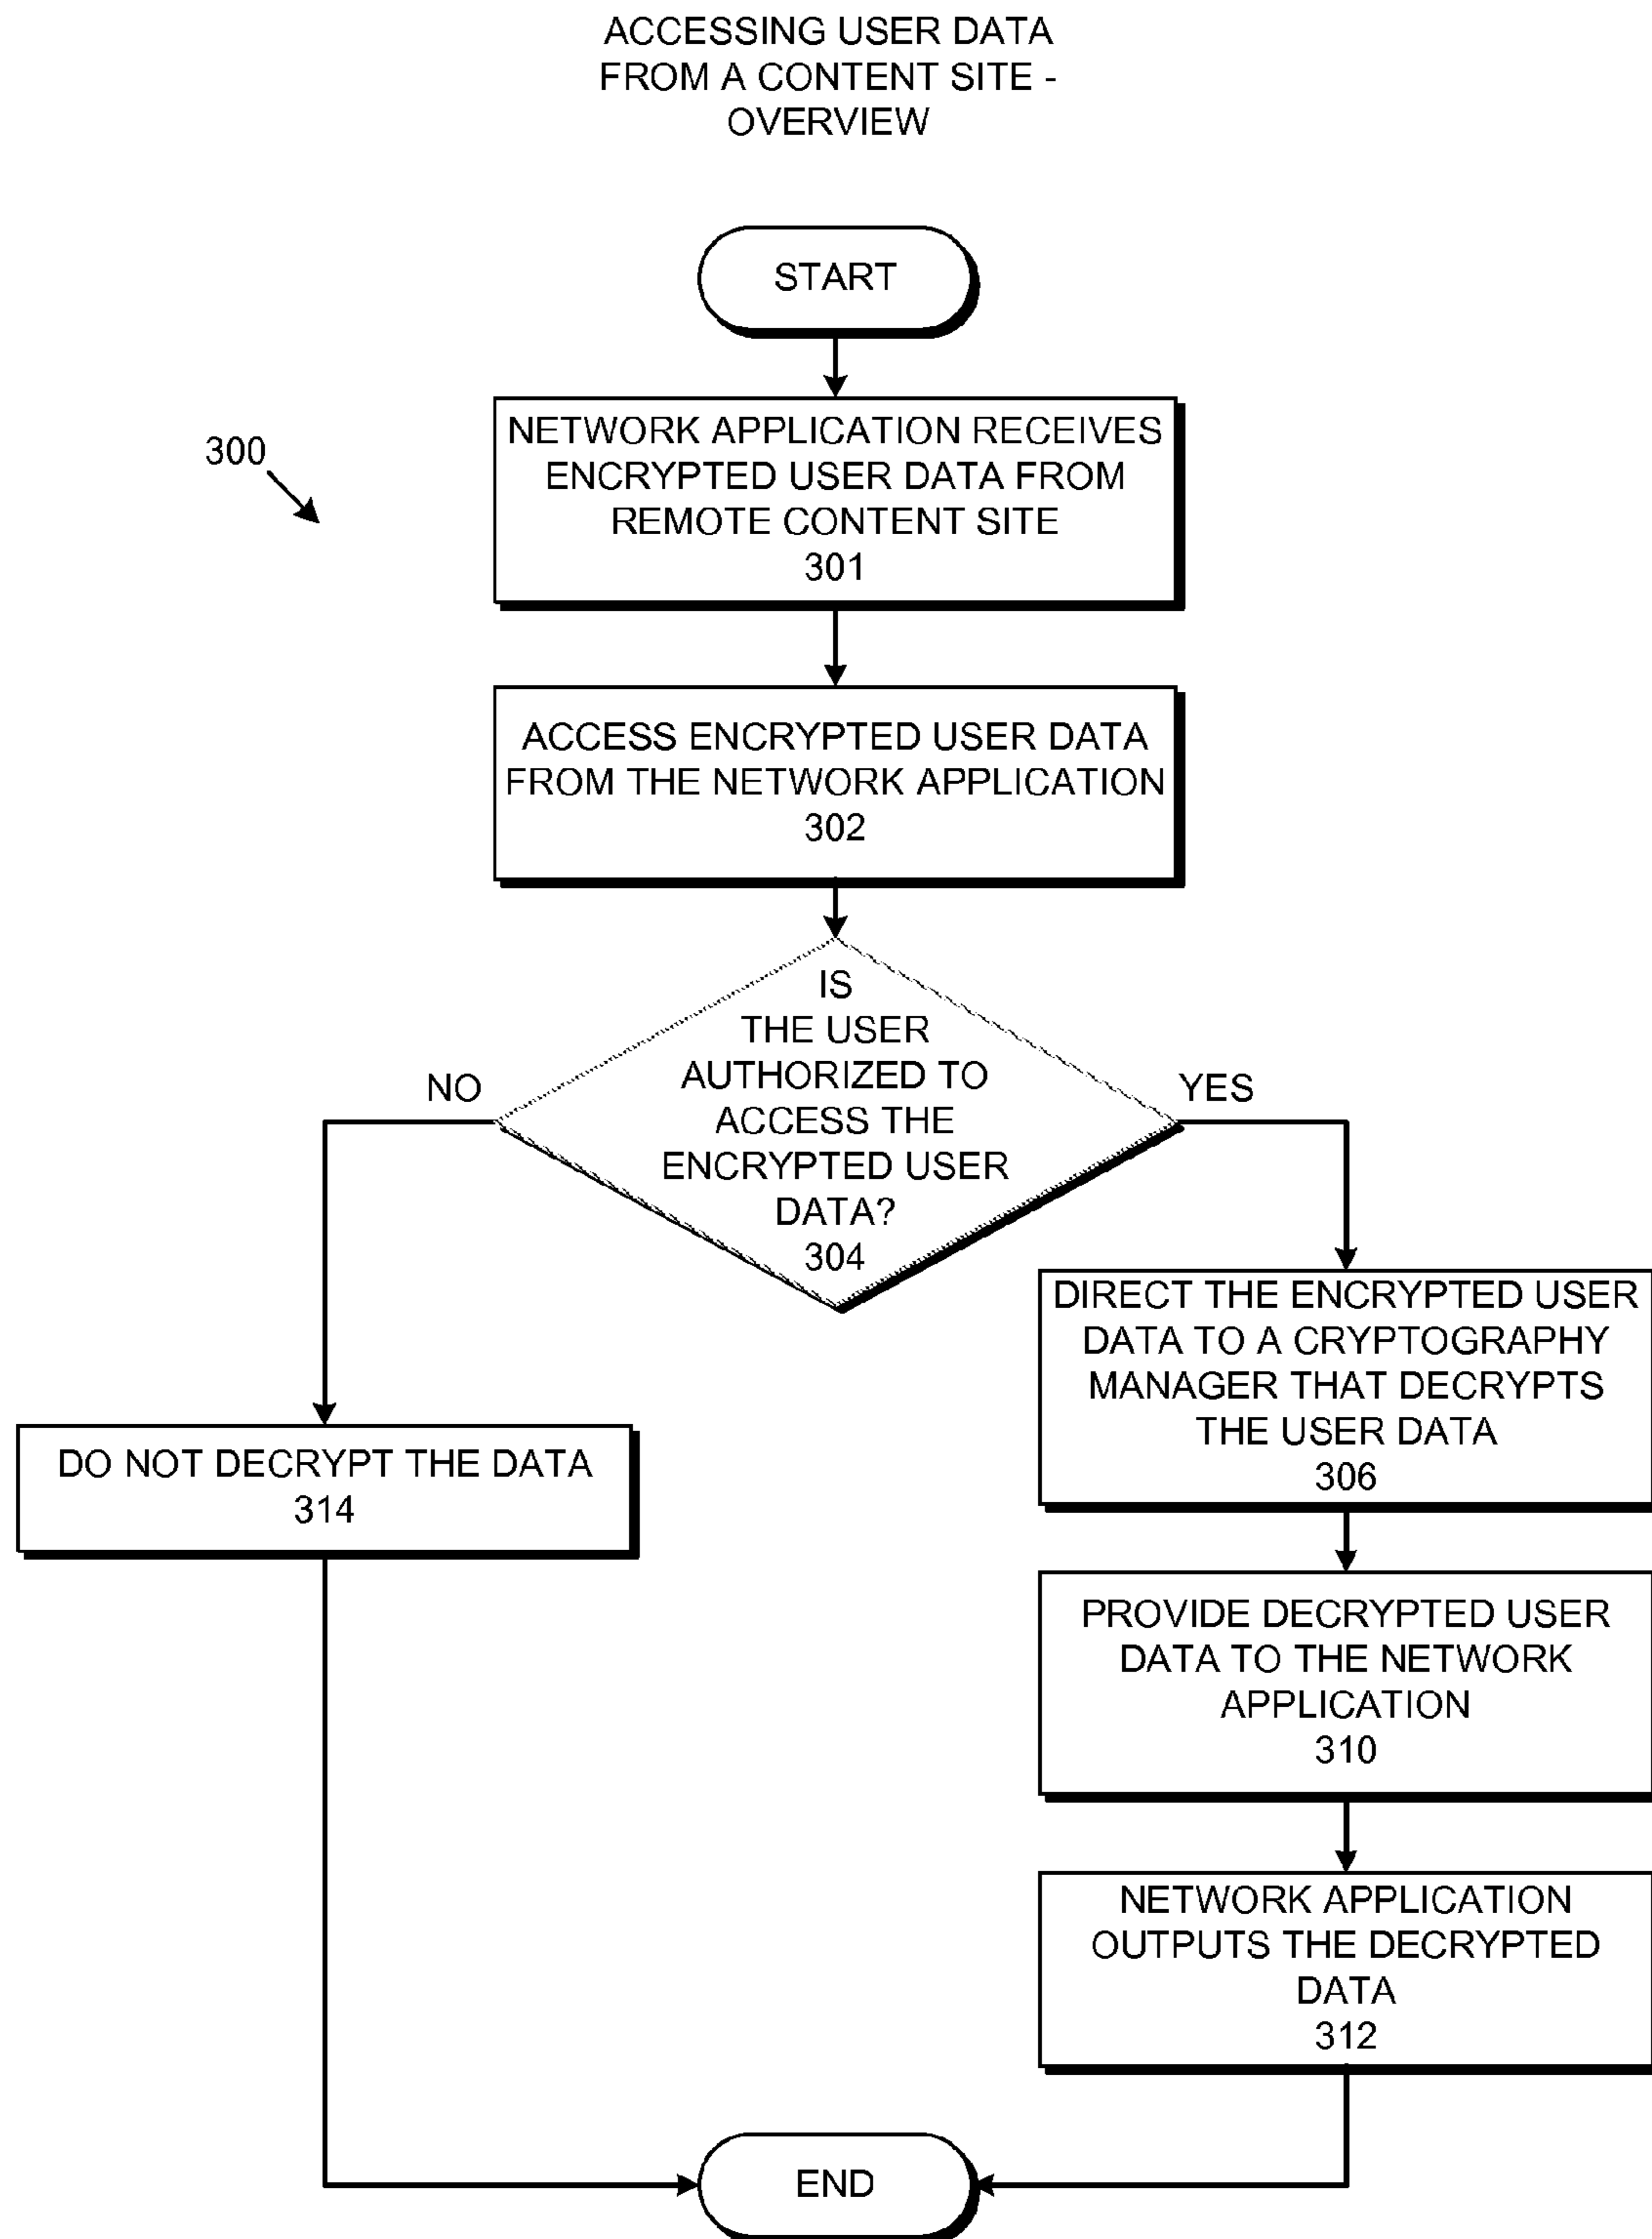 ACCESSING USER DATA
FROM A CONTENT SITE -
OVERVIEW
START
300
NETWORK APPLICATION RECEIVES
ENCRYPTED USER DATA FROM
REMOTE CONTENT SITE
301
ACCESS ENCRYPTED USER DATA
FROM THE NETWORK APPLICATION
302
IS
THE USER
AUTHORIZED TO
ACCESS THE
ENCRYPTED USER
DATA?
304
NO
YES
DIRECT THE ENCRYPTED USER
DATA TO A CRYPTOGRAPHY
MANAGER THAT DECRYPTS
THE USER DATA
306
DO NOT DECRYPT THE DATA
314
PROVIDE DECRYPTED USER
DATA TO THE NETWORK
APPLICATION
310
NETWORK APPLICATION
OUTPUTS THE DECRYPTED
DATA
312
END